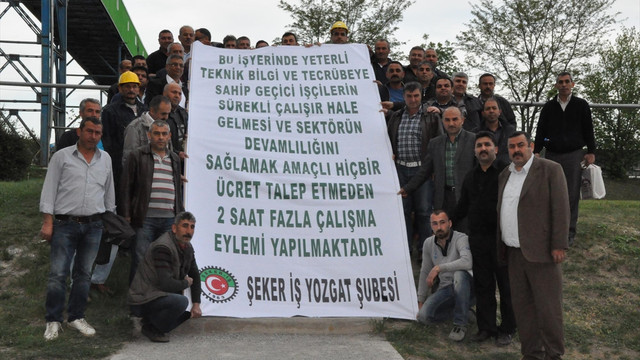 BU İŞYERİNDE YETERLİ
TEKNİK BİLGİ VE TECRÜBEYE
SAHİP GEÇİCİ İŞÇİLERİN
SÜREKLİ ÇALIŞIR HALE
GELMESİ VE SEKTÖRÜN
DEVAMLILIĞINI
SAĞLAMAK AMAÇLI HİÇBİR
ÜCRET TALEP ETMEDEN
2 SAAT FAZLA ÇALIŞMA
EYLEMİ YAPILMAKTADIR
ŞEKER İŞ YOZGAT ŞUBESİ